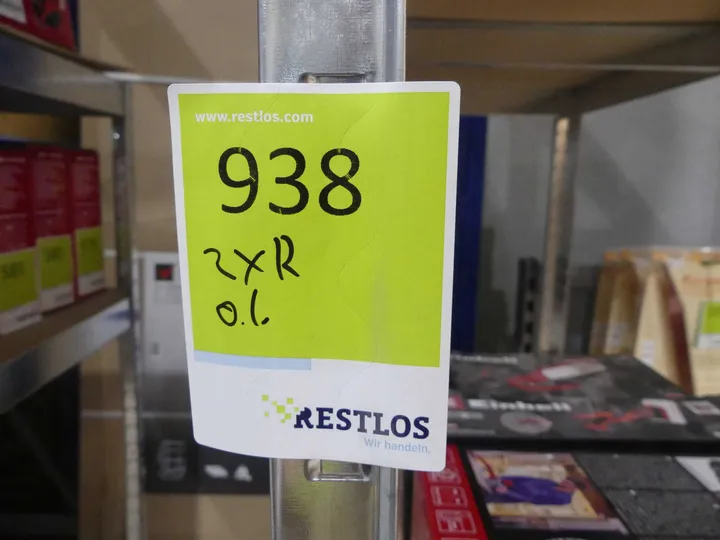 www.restlos.com
938
2xR
o.l.
RESTLOS
Wir handeln.
Einhell